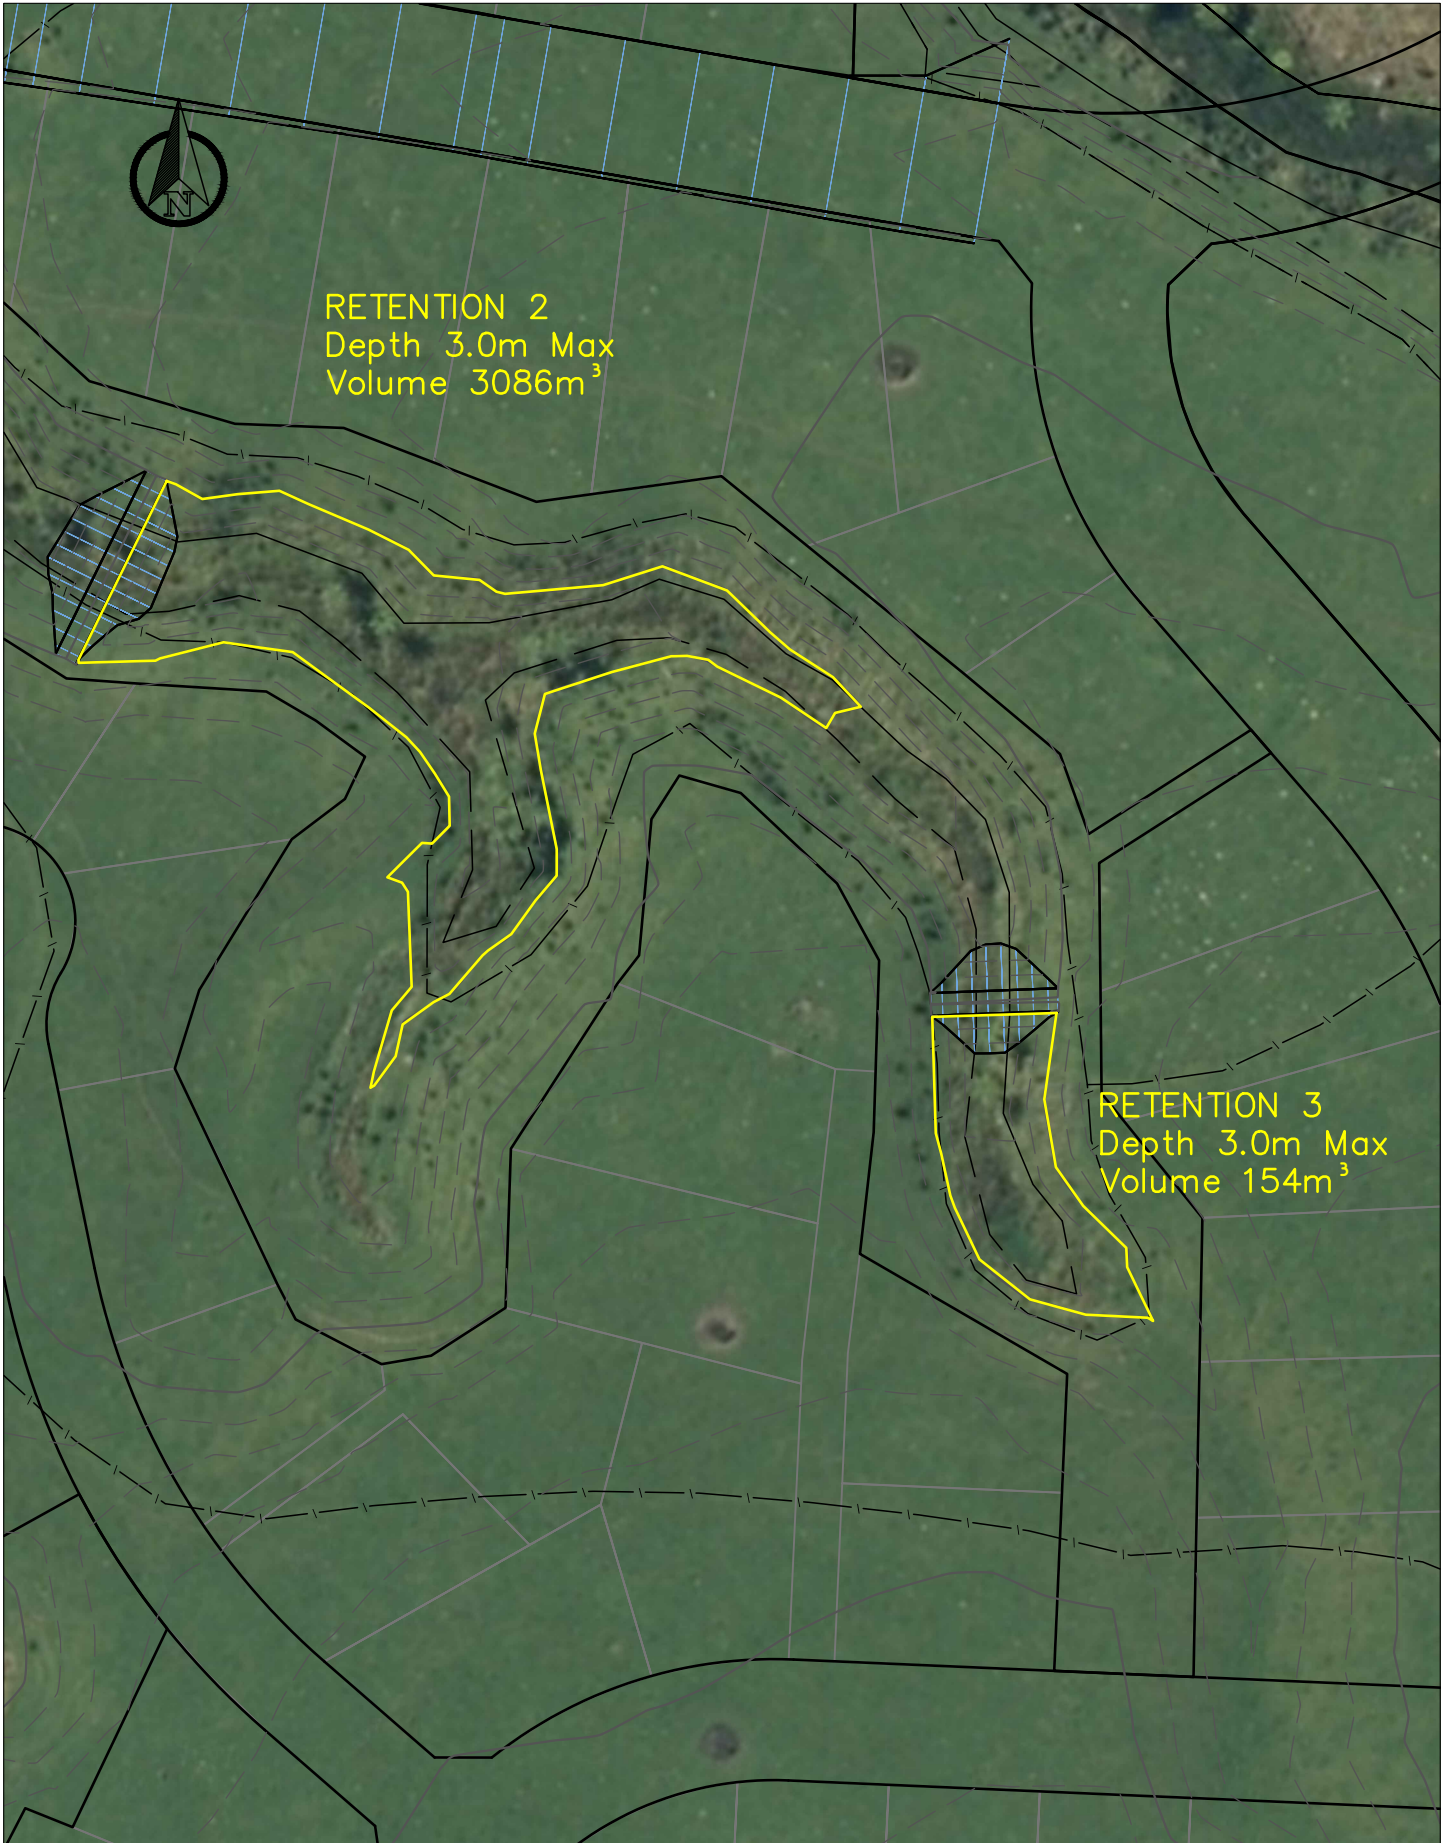 N
RETENTION 2
Depth 3.0m Max
Volume 3086m³
RETENTION 3
Depth 3.0m Max
Volume 154m³